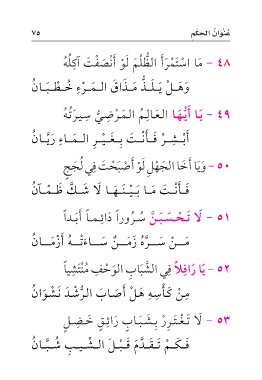 عُنْوَانُ الحِكَمِ ٧٥
٤٨ - مَا اسْتَمْرَأَ الظُّلْمَ لَوْ أَنْصَفْتَ آكِلُهُ
وَهَلْ يَلَذُّ مَذَاقَ المَرْءِ خُطْبَانُ
٤٩ - يَا أَيُّهَا العَالِمُ المَرْضِيُّ سِيرَتُهُ
أَبْشِرْ فَأَنْتَ بِغَيْرِ المَاءِ رَيَّانُ
٥٠ - وَيَا أَخَا الجَهْلِ لَوْ أَصْبَحْتَ فِي لُجَجٍ
فَأَنْتَ مَا بَيْنَهَا لَا شَكَّ ظَمْآنُ
٥١ - لَا تَحْسَبَنَّ سُرُوراً دَائِماً أَبَداً
مَنْ سَرَّهُ زَمَنٌ سَاءَتْهُ أَزْمَانُ
٥٢ - يَا رَافِلاً فِي الشَّبَابِ الوَحْفِ مُنْتَشِياً
مِنْ كَأْسِهِ هَلْ أَصَابَ الرُّشْدَ نَشْوَانُ
٥٣ - لَا تَغْتَرِرْ بِشَبَابٍ رَائِقٍ خَضِلٍ
فَكَمْ تَقَدَّمَ قَبْلَ الشِّيبِ شُبَّانُ